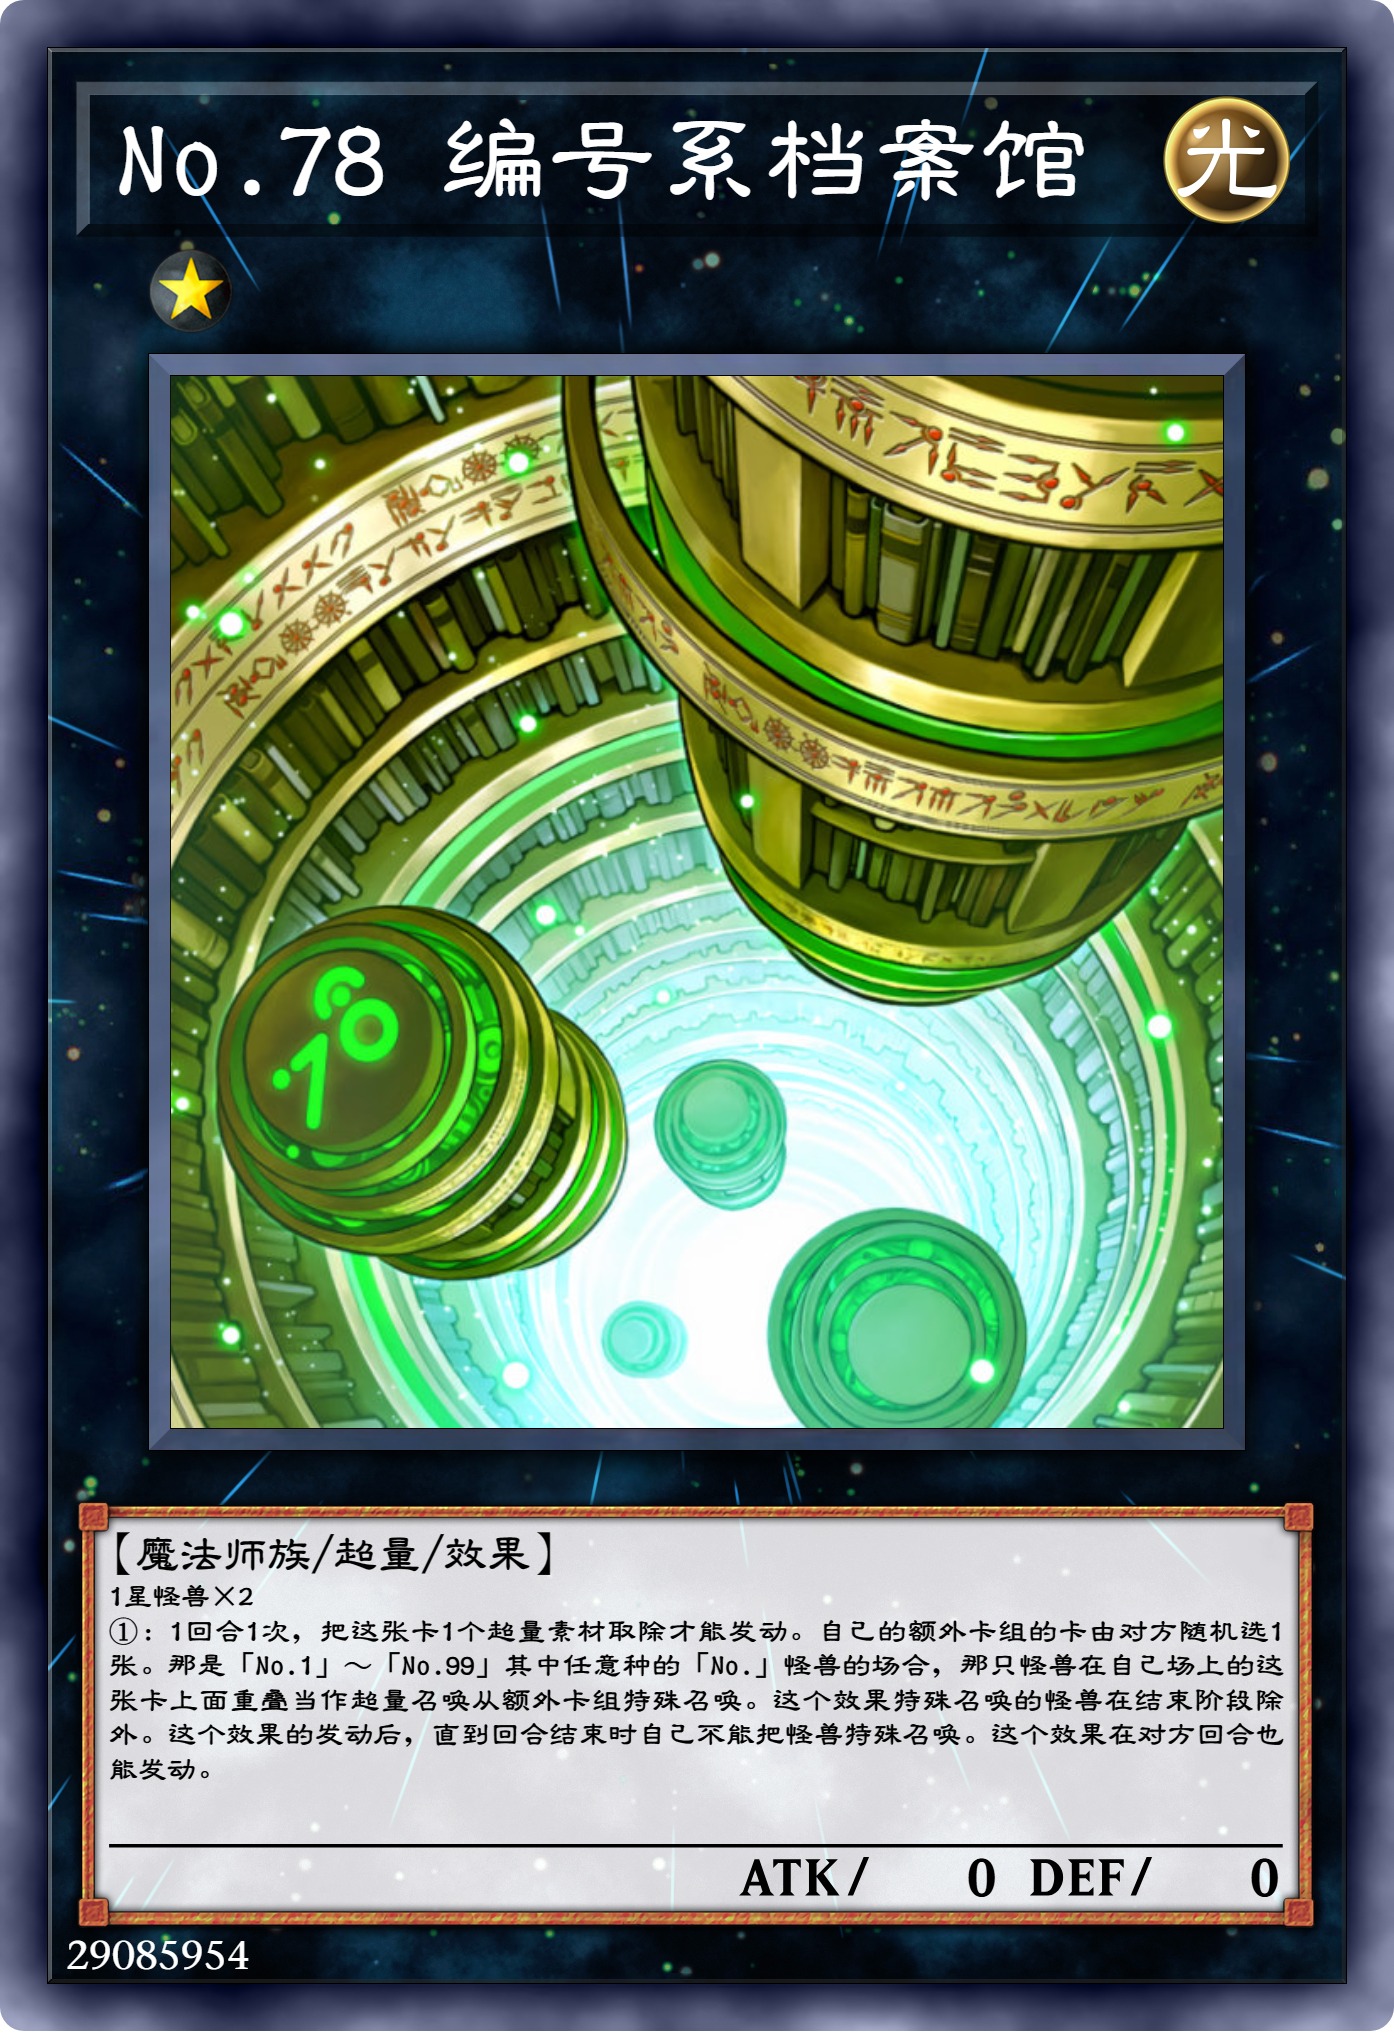 No.78 编号系档案馆 光
【魔法师族/超量/效果】
1星怪兽×2
①：1回合1次，把这张卡1个超量素材取除才能发动。自己的额外卡组的卡由对方随机选1
张。那是「No.1」～「No.99」其中任意种的「No.」怪兽的场合，那只怪兽在自己场上的这
张卡上面重叠当作超量召唤从额外卡组特殊召唤。这个效果特殊召唤的怪兽在结束阶段除
外。这个效果的发动后，直到回合结束时自己不能把怪兽特殊召唤。这个效果在对方回合也
能发动。
ATK/ 0 DEF/ 0
29085954